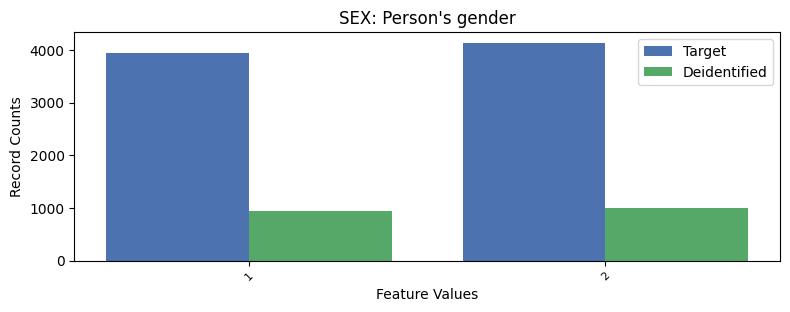 SEX: Person's gender
Target
Deidentified
Record Counts
4000
3000
2000
1000
0
1
2
Feature Values